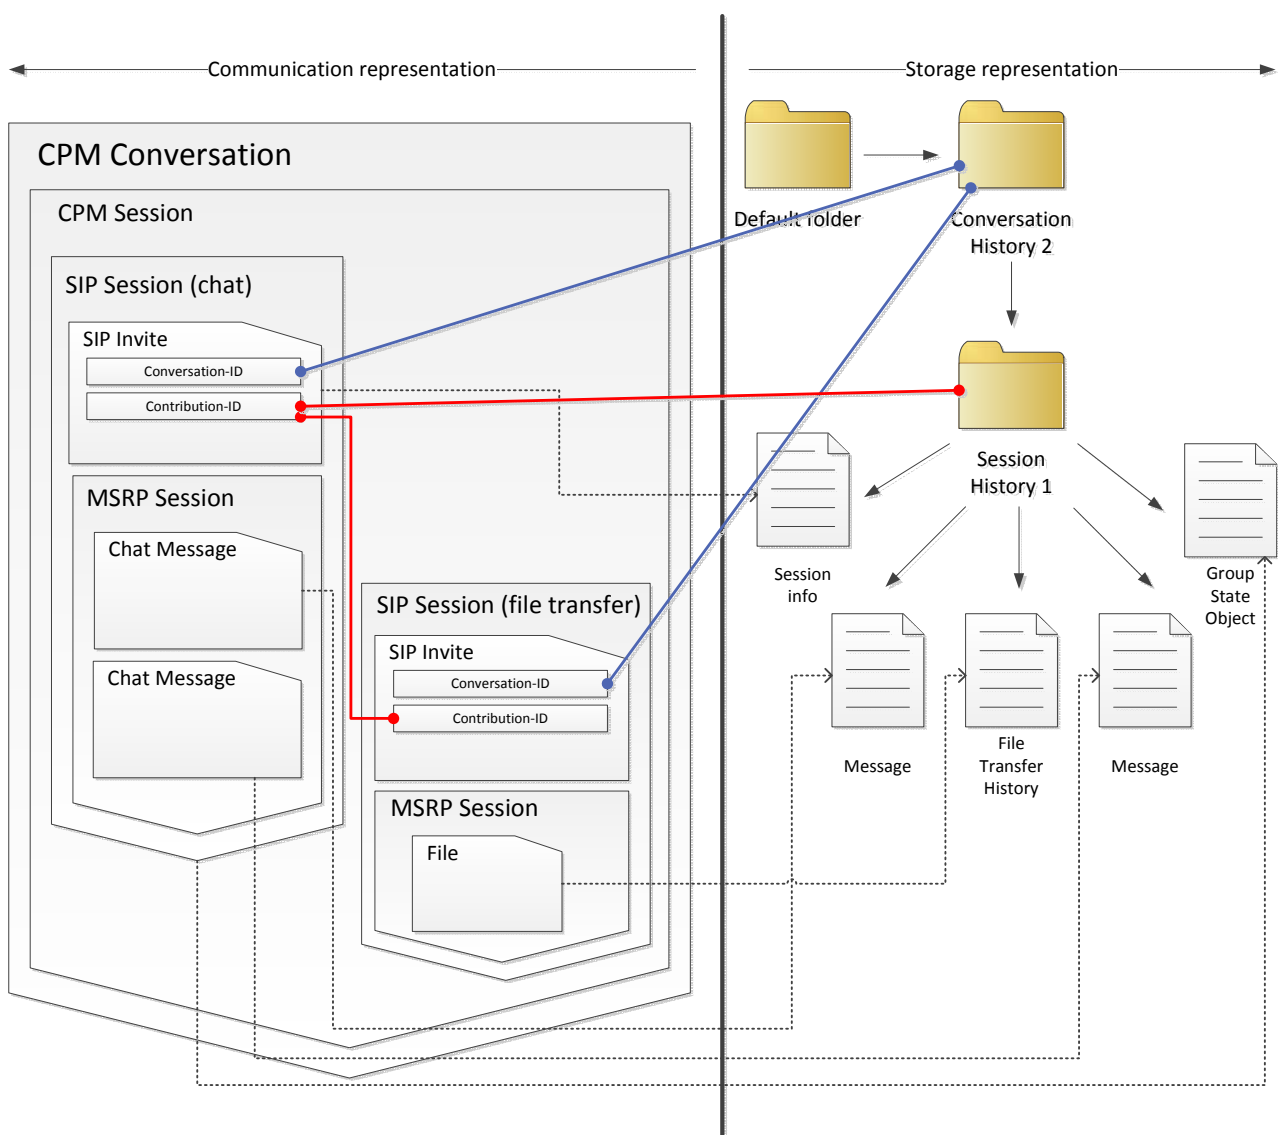 Communication representation
Storage representation
CPM Conversation
CPM Session
SIP Session (chat)
SIP Invite
Conversation-ID
Contribution-ID
MSRP Session
Chat Message
Chat Message
SIP Session (file transfer)
SIP Invite
Conversation-ID
Contribution-ID
MSRP Session
File
Default folder
Conversation
History 2
Session
History 1
Session
info
Group
State
Object
Message
File
Transfer
History
Message